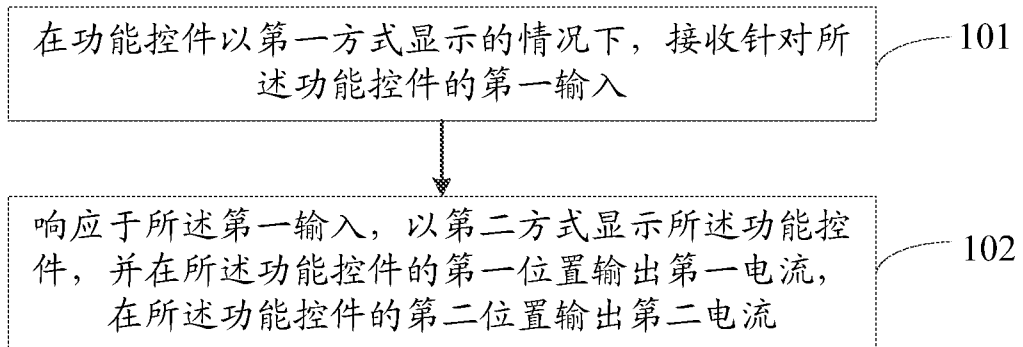 在功能控件以第一方式显示的情况下，接收针对所
述功能控件的第一输入
101
响应于所述第一输入，以第二方式显示所述功能控
件，并在所述功能控件的第一位置输出第一电流，
在所述功能控件的第二位置输出第二电流
102